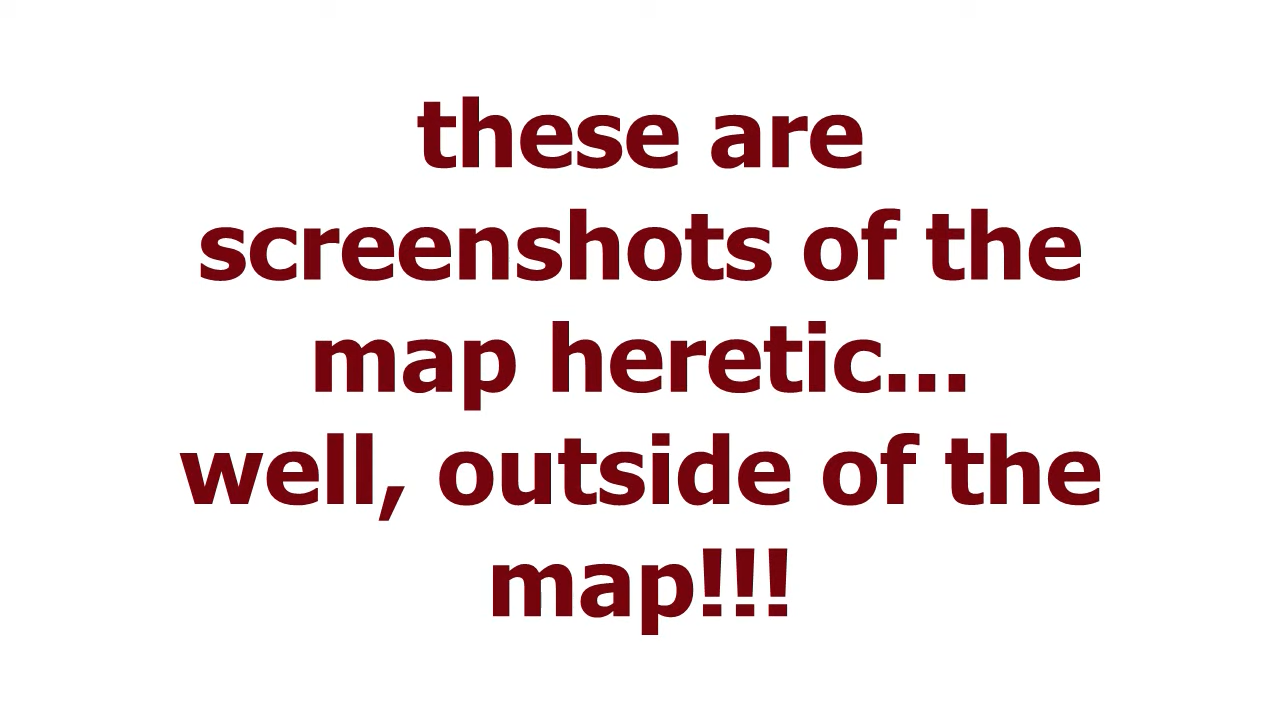 these are
screenshots of the
map heretic...
well, outside of the
map!!!